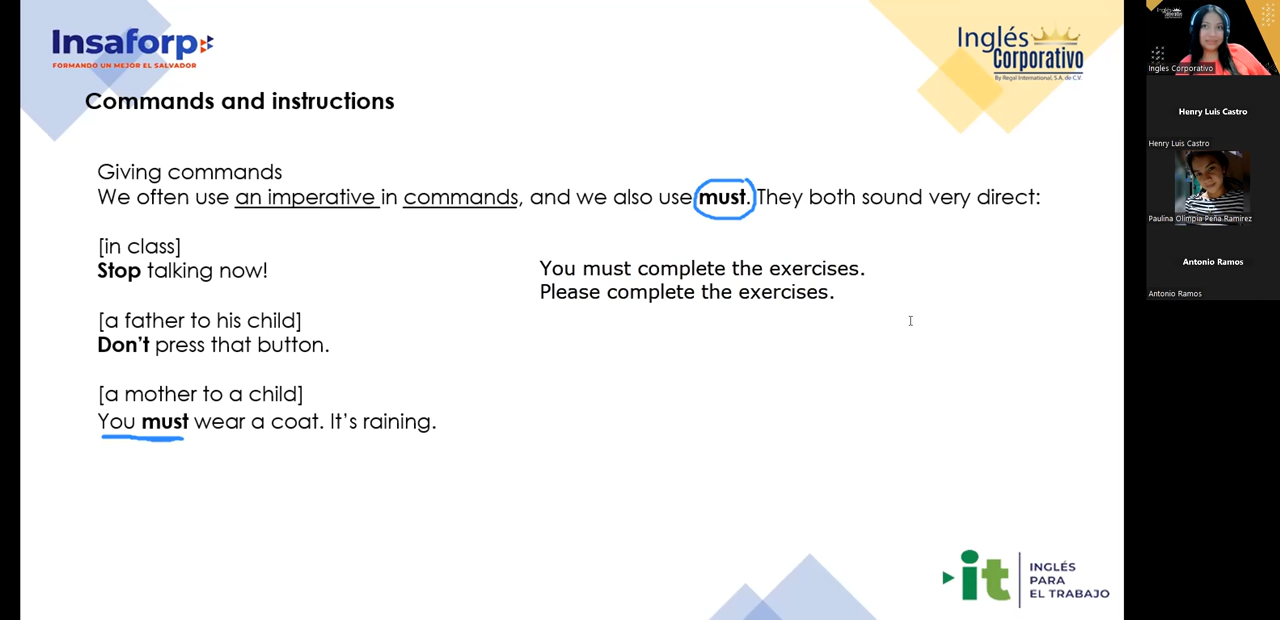 Insaforp
FORMANDO UN MEJOR EL SALVADOR
Inglés
Corporativo
By Regal International, S.A. de C.V.
Commands and instructions
Giving commands
We often use an imperative in commands, and we also use must. They both sound very direct:
[in class]
Stop talking now!
[a father to his child]
Don't press that button.
[a mother to a child]
You must wear a coat. It's raining.
You must complete the exercises.
Please complete the exercises.
it
INGLÉS
PARA
EL TRABAJO
Ingles Corporativo
Henry Luis Castro
Henry Luis Castro
Paulina Olimpia Peña Ramirez
Antonio Ramos
Antonio Ramos